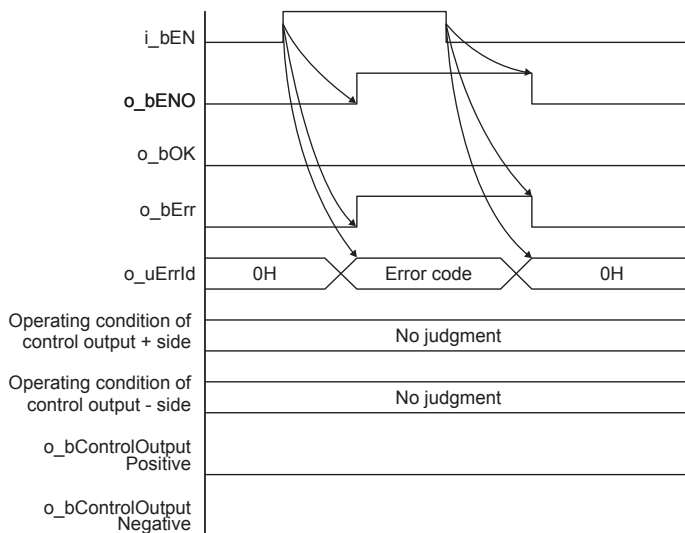 i_bEN
o_bENO
o_bOK
o_bErr
o_uErrId
0H
Error code
0H
Operating condition of
control output + side
No judgment
Operating condition of
control output - side
No judgment
o_bControlOutput
Positive
o_bControlOutput
Negative